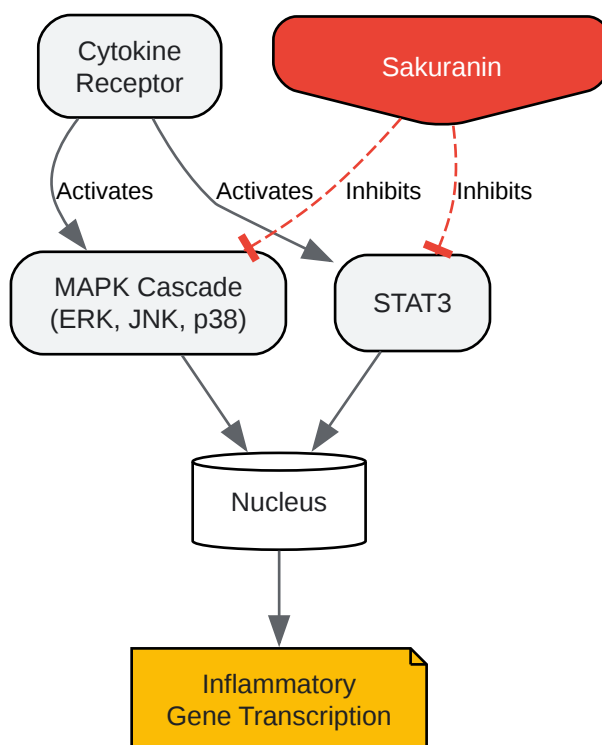 Cytokine
Receptor
Sakuranin
Activates
Activates
Inhibits
Inhibits
MAPK Cascade
(ERK, JNK, p38)
STAT3
Nucleus
Inflammatory
Gene Transcription